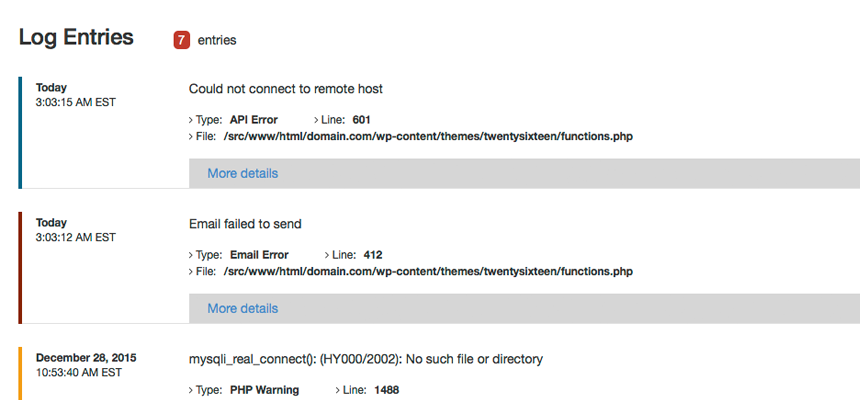 Log Entries 7 entries
Today
3:03:15 AM EST
Could not connect to remote host
Type: API Error Line: 601
File: /src/www/html/domain.com/wp-content/themes/twentysixteen/functions.php
More details
Today
3:03:12 AM EST
Email failed to send
Type: Email Error Line: 412
File: /src/www/html/domain.com/wp-content/themes/twentysixteen/functions.php
More details
December 28, 2015
10:53:40 AM EST
mysqli_real_connect(): (HY000/2002): No such file or directory
Type: PHP Warning Line: 1488